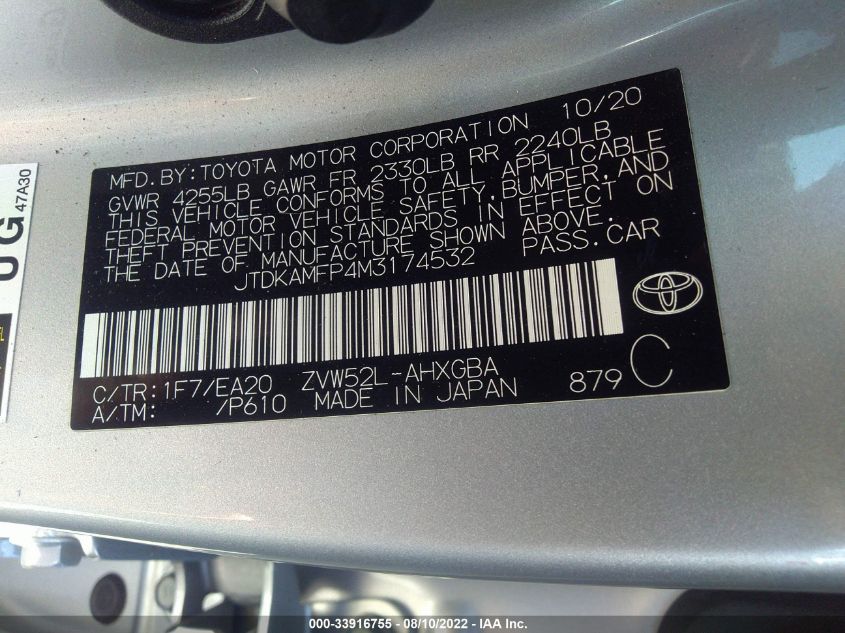 MFD.BY:TOYOTA MOTOR CORPORATION 10/20
GVWR 4255LB GAWR FR 2330LB RR 2240LB
THIS VEHICLE CONFORMS TO ALL APPLICABLE
FEDERAL MOTOR VEHICLE SAFETY,BUMPER,AND
THEFT PREVENTION STANDARDS IN EFFECT ON
THE DATE OF MANUFACTURE SHOWN ABOVE.
JTDKAMFP4M3174532 PASS.CAR
C/TR:1F7/EA20 ZVW52L-AHXGBA
A/TM: /P610 MADE IN JAPAN 879 C
UG
47A30
000-33916755 - 08/10/2022 - IAA Inc.